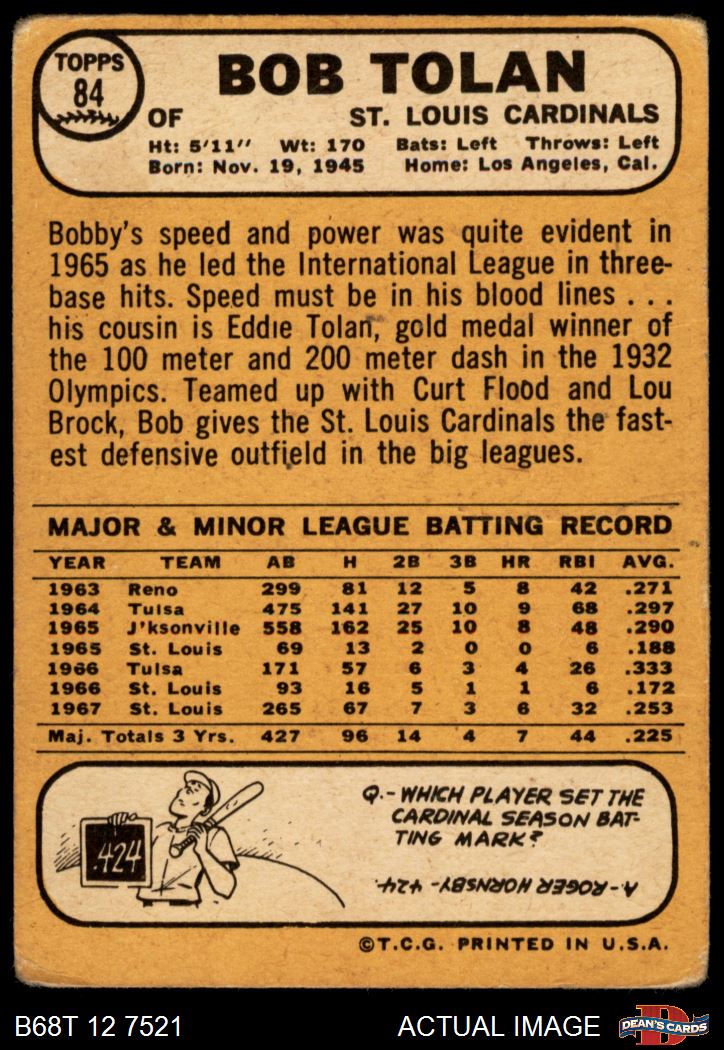 TOPPS
84
BOB TOLAN
OF ST. LOUIS CARDINALS
Ht: 5'11" Wt: 170 Bats: Left Throws: Left
Born: Nov. 19, 1945 Home: Los Angeles, Cal.
Bobby's speed and power was quite evident in
1965 as he led the International League in three-
base hits. Speed must be in his blood lines . . .
his cousin is Eddie Tolan, gold medal winner of
the 100 meter and 200 meter dash in the 1932
Olympics. Teamed up with Curt Flood and Lou
Brock, Bob gives the St. Louis Cardinals the fast-
est defensive outfield in the big leagues.
MAJOR & MINOR LEAGUE BATTING RECORD
YEAR TEAM AB H 2B 3B HR RBI AVG.
1963 Reno 299 81 12 5 8 42 .271
1964 Tulsa 475 141 27 10 9 68 .297
1965 J'ksonville 558 162 25 10 8 48 .290
1965 St. Louis 69 13 2 0 0 6 .188
1966 Tulsa 171 57 6 3 4 26 .333
1966 St. Louis 93 16 5 1 1 6 .172
1967 St. Louis 265 67 7 3 6 32 .253
Maj. Totals 3 Yrs. 427 96 14 4 7 44 .225
.424
Q.- WHICH PLAYER SET THE
CARDINAL SEASON BAT-
TING MARK?
A- ROGER HORNSBY - .424
©T.C.G. PRINTED IN U.S.A.
B68T 12 7521 ACTUAL IMAGE D DEAN'S CARDS